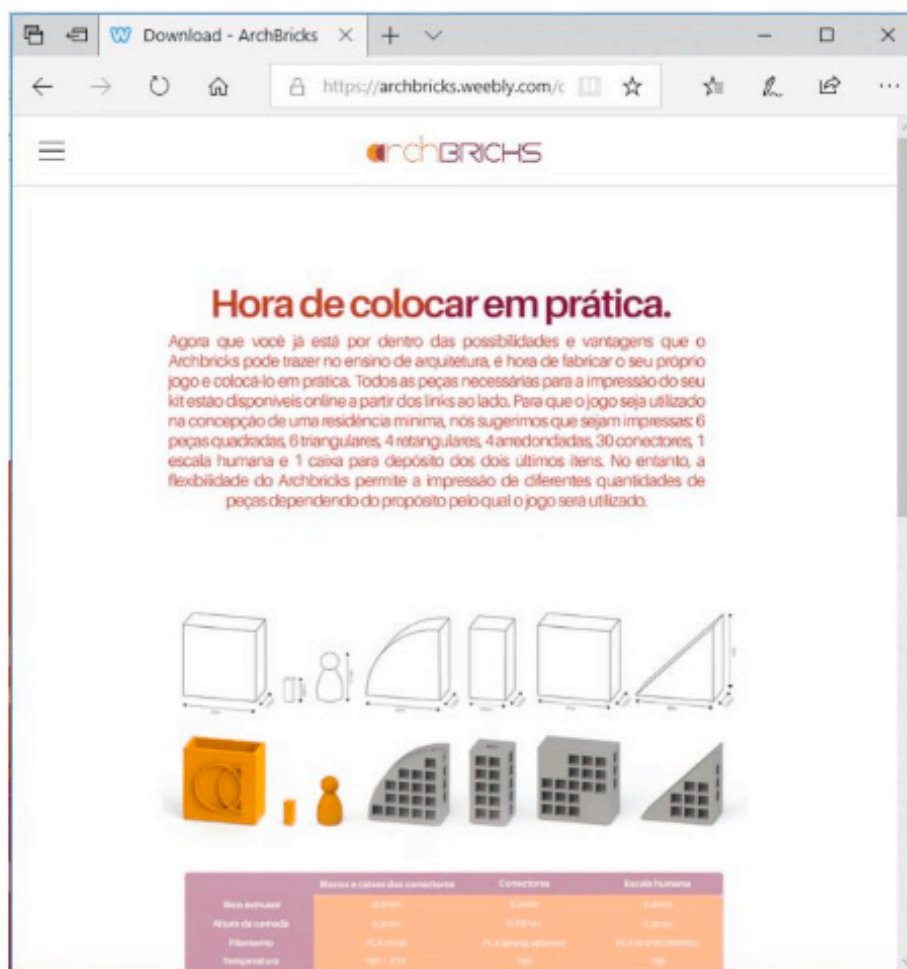 Download - ArchBricks
https://archbricks.weebly.com/c
archBRICKS
Hora de colocar em prática.
Agora que você já está por dentro das possibilidades e vantagens que o
Archbricks pode trazer no ensino de arquitetura, é hora de fabricar o seu próprio
jogo e colocá-lo em prática. Todos as peças necessárias para a impressão do seu
kit estão disponíveis online a partir dos links ao lado. Para que o jogo seja utilizado
na concepção de uma residência mínima, nós sugerimos que sejam impressas: 6
peças quadradas, 6 triangulares, 4 retangulares, 4 arredondadas, 30 conectores, 1
escala humana e 1 caixa para depósito dos dois últimos itens. No entanto, a
flexibilidade do Archbricks permite a impressão de diferentes quantidades de
peças dependendo do propósito pelo qual o jogo será utilizado.
Blocos e caixas dos conectores Conectores Escala humana
Bico extrusor
Altura da camada
Filamento
Temperatura